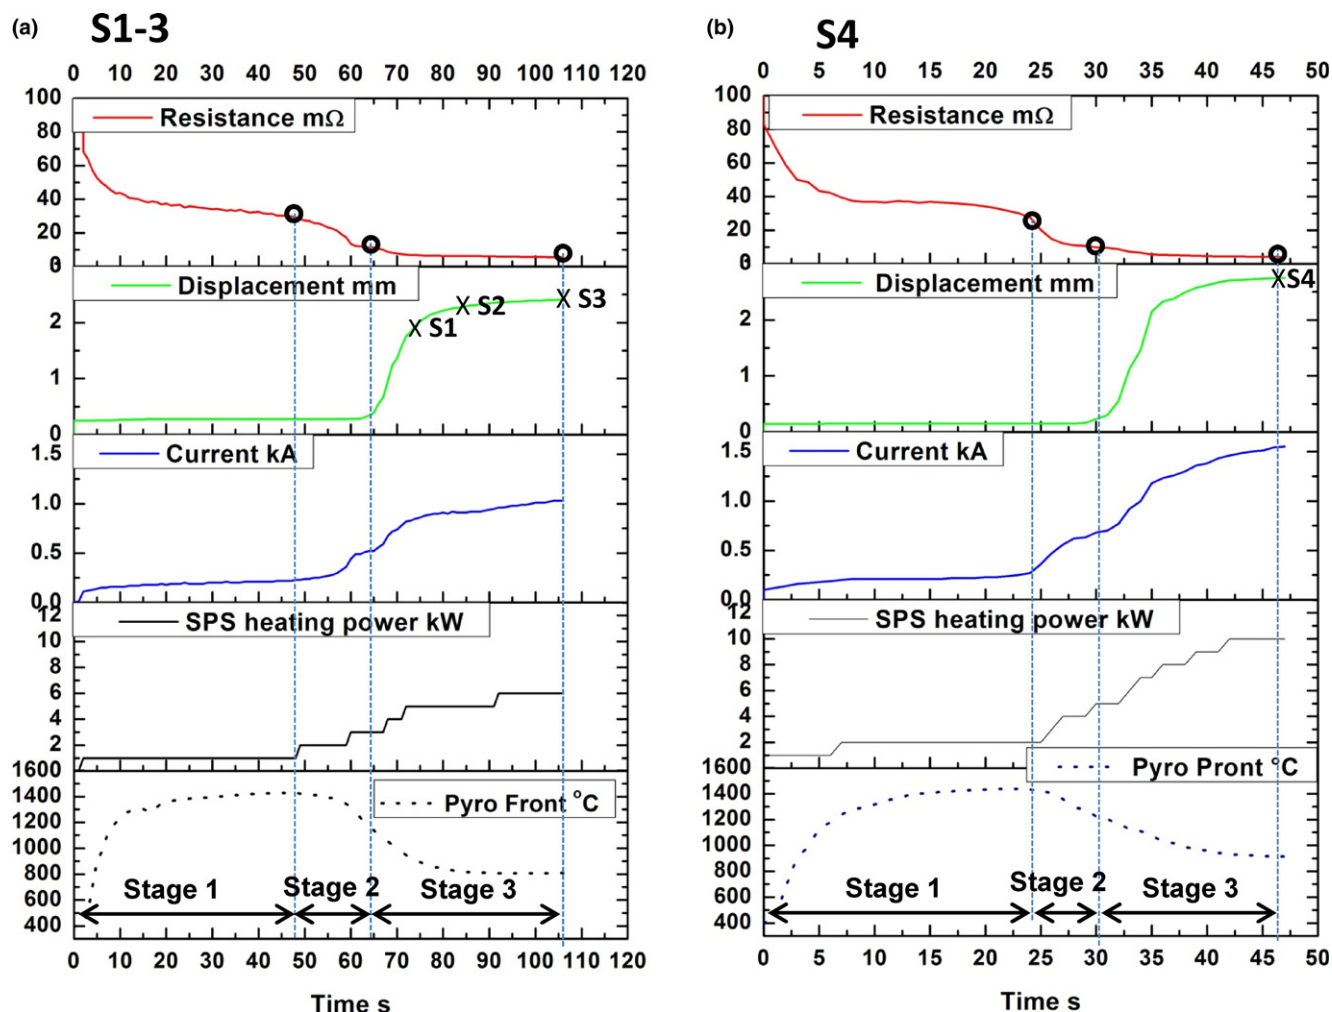 (a) S1-3
0 10 20 30 40 50 60 70 80 90 100 110 120
100
80
60
40
20
0
Resistance mΩ
Displacement mm
2
1
0
S1
S2
S3
Current kA
1.5
1.0
0.5
0.0
SPS heating power kW
12
10
8
6
4
2
Pyro Front °C
1600
1400
1200
1000
800
600
400
Stage 1
Stage 2
Stage 3
0 10 20 30 40 50 60 70 80 90 100 110 120
Time s
(b) S4
0 5 10 15 20 25 30 35 40 45 50
100
80
60
40
20
0
Resistance mΩ
Displacement mm
2
1
0
S4
Current kA
1.5
1.0
0.5
0.0
SPS heating power kW
12
10
8
6
4
2
Pyro Pront °C
1600
1400
1200
1000
800
600
400
Stage 1
Stage 2
Stage 3
0 5 10 15 20 25 30 35 40 45 50
Time s